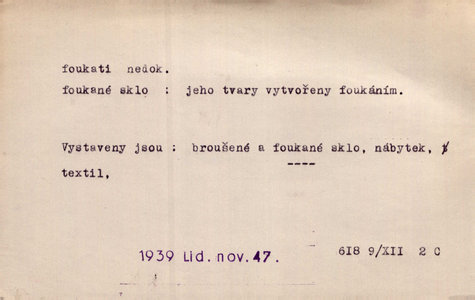 foukati nedok.
foukané sklo : jeho tvary vytvořeny foukáním.
Vystaveny jsou : broušené a foukané sklo, nábytek,
textil,
1939 Lid. nov. 47. 618 9/XII 2 C